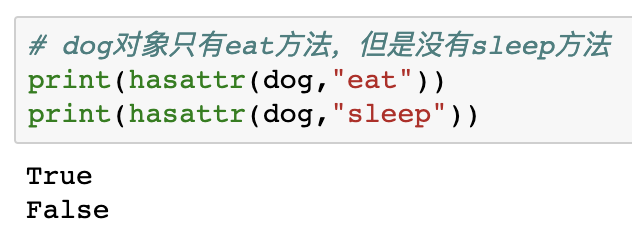 # dog对象只有eat方法，但是没有sleep方法
print(hasattr(dog,"eat"))
print(hasattr(dog,"sleep"))
True
False